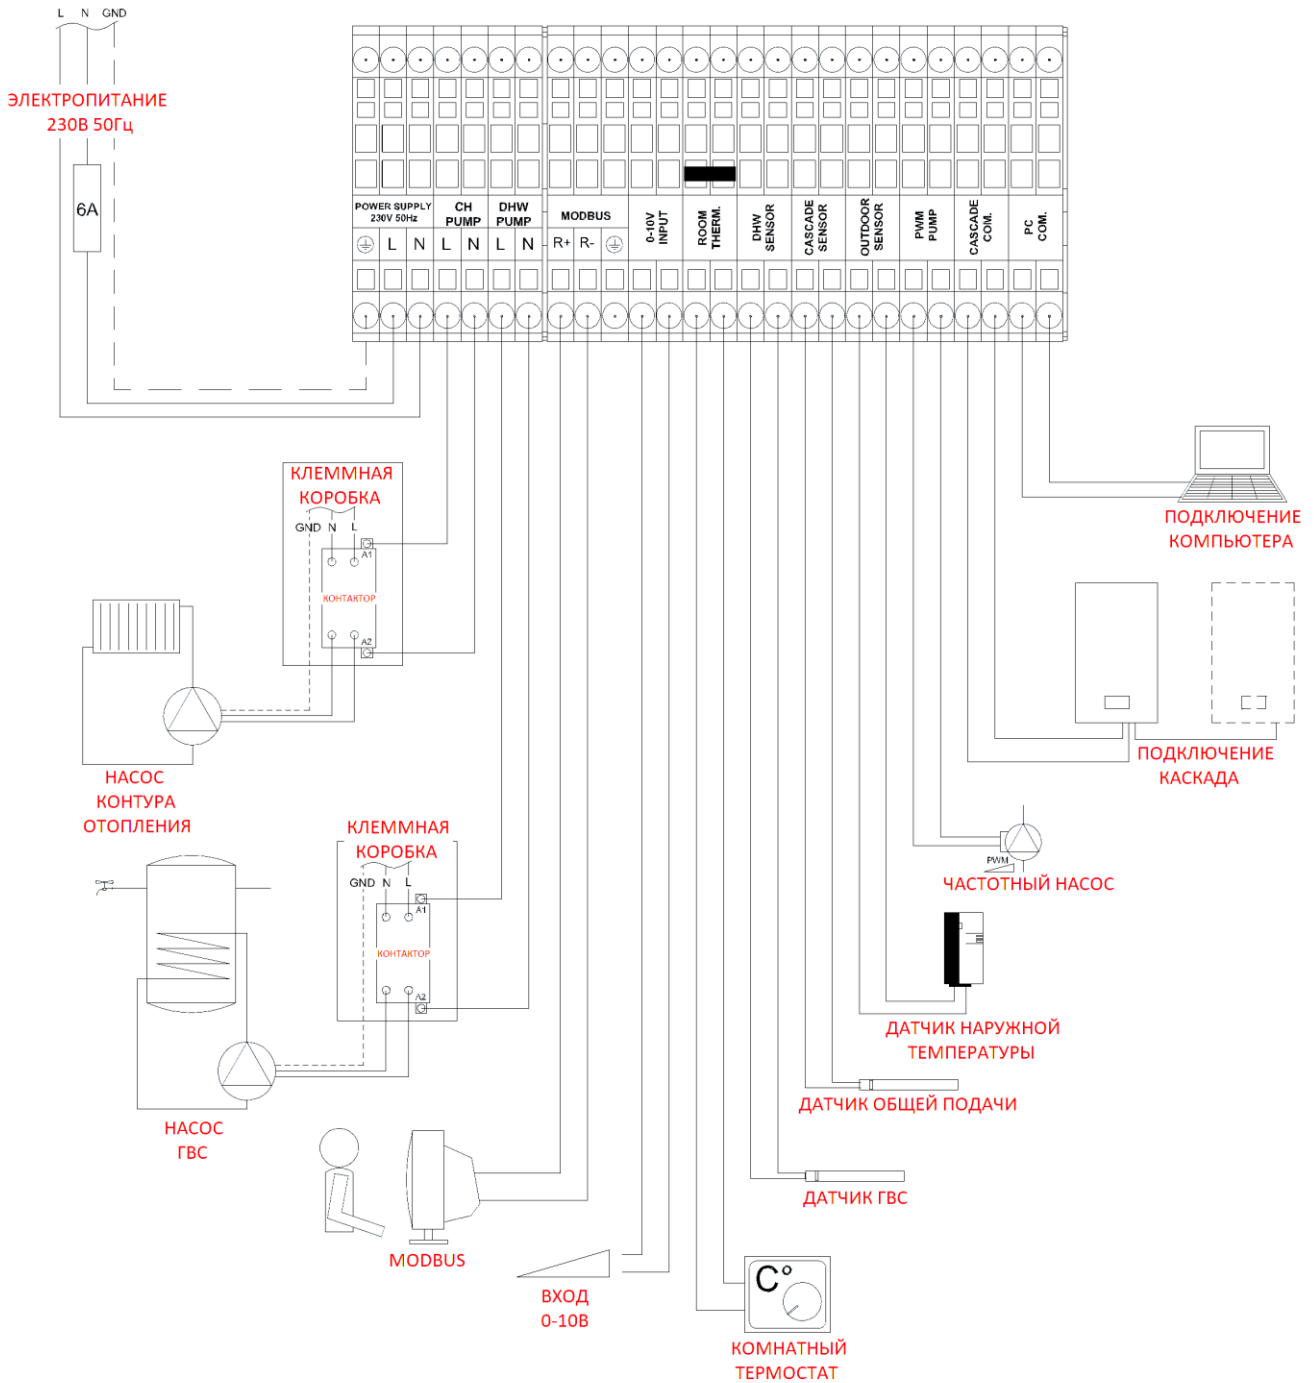 L N GND
ЭЛЕКТРОПИТАНИЕ
230В 50Гц
6A
POWER SUPPLY
230V 50Hz
CH
PUMP
DHW
PUMP
MODBUS
0-10V
INPUT
ROOM
THERM.
DHW
SENSOR
CASCADE
SENSOR
OUTDOOR
SENSOR
PWM
PUMP
CASCADE
COM.
PC
COM.
L N L N L N R+ R-
КЛЕММНАЯ
КОРОБКА
GND N L
A1
КОНТАКТОР
A2
НАСОС
КОНТУРА
ОТОПЛЕНИЯ
КЛЕММНАЯ
КОРОБКА
GND N L
A1
КОНТАКТОР
A2
НАСОС
ГВС
MODBUS
ВХОД
0-10В
C°
КОМНАТНЫЙ
ТЕРМОСТАТ
ДАТЧИК ГВС
ДАТЧИК ОБЩЕЙ ПОДАЧИ
ДАТЧИК НАРУЖНОЙ
ТЕМПЕРАТУРЫ
PWM
ЧАСТОТНЫЙ НАСОС
ПОДКЛЮЧЕНИЕ
КАСКАДА
ПОДКЛЮЧЕНИЕ
КОМПЬЮТЕРА